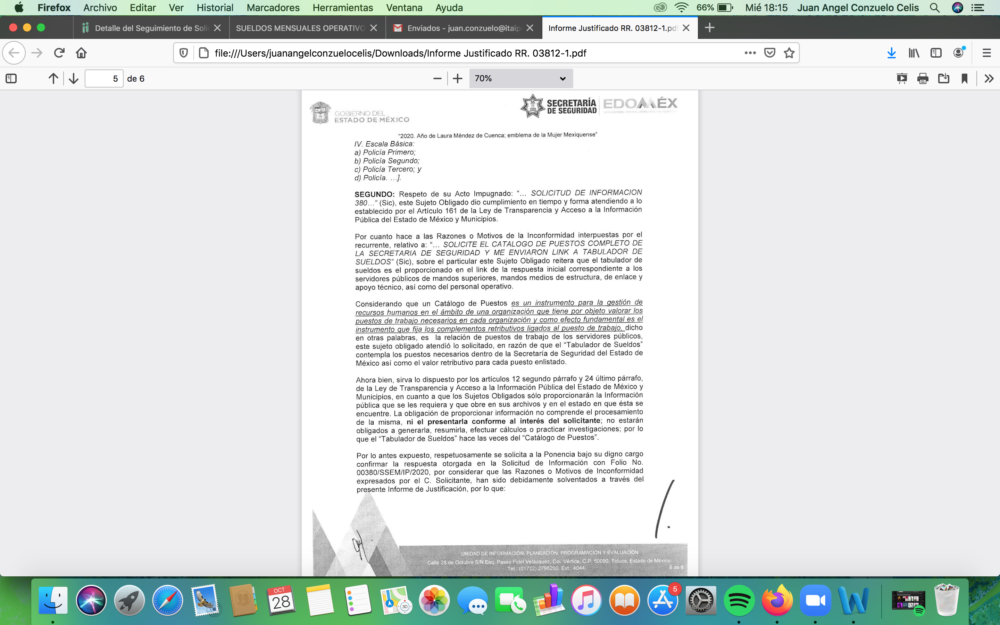 Firefox Archivo Editar Ver Historial Marcadores Herramientas Ventana Ayuda 66% Mié 18:15 Juan Angel Conzuelo Celis
Detalle del Seguimiento de Soli SUELDOS MENSUALES OPERATIVO Enviados - juan.conzuelo@itaip Informe Justificado RR. 03812-1.pdf
file:///Users/juanangelconzuelocelis/Downloads/Informe Justificado RR. 03812-1.pdf
5 de 6 70%
GOBIERNO DEL
ESTADO DE MÉXICO
SECRETARÍA
DE SEGURIDAD
EDOMÉX
"2020. Año de Laura Méndez de Cuenca; emblema de la Mujer Mexiquense"
IV. Escala Básica:
a) Policía Primero;
b) Policía Segundo;
c) Policía Tercero; y
d) Policía. ...].
SEGUNDO: Respeto de su Acto Impugnado: "... SOLICITUD DE INFORMACION
380..." (Sic), este Sujeto Obligado dio cumplimiento en tiempo y forma atendiendo a lo
establecido por el Artículo 161 de la Ley de Transparencia y Acceso a la Información
Pública del Estado de México y Municipios.
Por cuanto hace a las Razones o Motivos de la Inconformidad interpuestas por el
recurrente, relativo a: "... SOLICITE EL CATALOGO DE PUESTOS COMPLETO DE
LA SECRETARIA DE SEGURIDAD Y ME ENVIARON LINK A TABULADOR DE
SUELDOS" (Sic), sobre el particular este Sujeto Obligado reitera que el tabulador de
sueldos es el proporcionado en el link de la respuesta inicial correspondiente a los
servidores públicos de mandos superiores, mandos medios de estructura, de enlace y
apoyo técnico, así como del personal operativo.
Considerando que un Catálogo de Puestos es un instrumento para la gestión de
recursos humanos en el ámbito de una organización que tiene por objeto valorar los
puestos de trabajo necesarios en cada organización y como efecto fundamental es el
instrumento que fija los complementos retributivos ligados al puesto de trabajo, dicho
en otras palabras, es la relación de puestos de trabajo de los servidores públicos,
este sujeto obligado atendió lo solicitado, en razón de que el "Tabulador de Sueldos"
contempla los puestos necesarios dentro de la Secretaría de Seguridad del Estado de
México así como el valor retributivo para cada puesto enlistado.
Ahora bien, sirva lo dispuesto por los artículos 12 segundo párrafo y 24 último párrafo,
de la Ley de Transparencia y Acceso a la Información Pública del Estado de México y
Municipios, en cuanto a que los Sujetos Obligados sólo proporcionarán la Información
pública que se les requiera y que obre en sus archivos y en el estado en que ésta se
encuentre. La obligación de proporcionar información no comprende el procesamiento
de la misma, ni el presentarla conforme al interés del solicitante; no estarán
obligados a generarla, resumirla, efectuar cálculos o practicar investigaciones; por lo
que el "Tabulador de Sueldos" hace las veces del "Catálogo de Puestos".
Por lo antes expuesto, respetuosamente se solicita a la Ponencia bajo su digno cargo
confirmar la respuesta otorgada en la Solicitud de Información con Folio No.
00380/SSEM/IP/2020, por considerar que las Razones o Motivos de Inconformidad
expresados por el C. Solicitante, han sido debidamente solventados a través del
presente Informe de Justificación, por lo que:
UNIDAD DE INFORMACIÓN, PLANEACIÓN, PROGRAMACIÓN Y EVALUACIÓN
Calle 28 de Octubre S/N Esq. Paseo Fidel Velázquez, Col. Vértice, C.P. 50090, Toluca, Estado de México.
Tel.: (01722) 2796200, Ext.: 4044.
5 de 6
OCT
28
3D
5